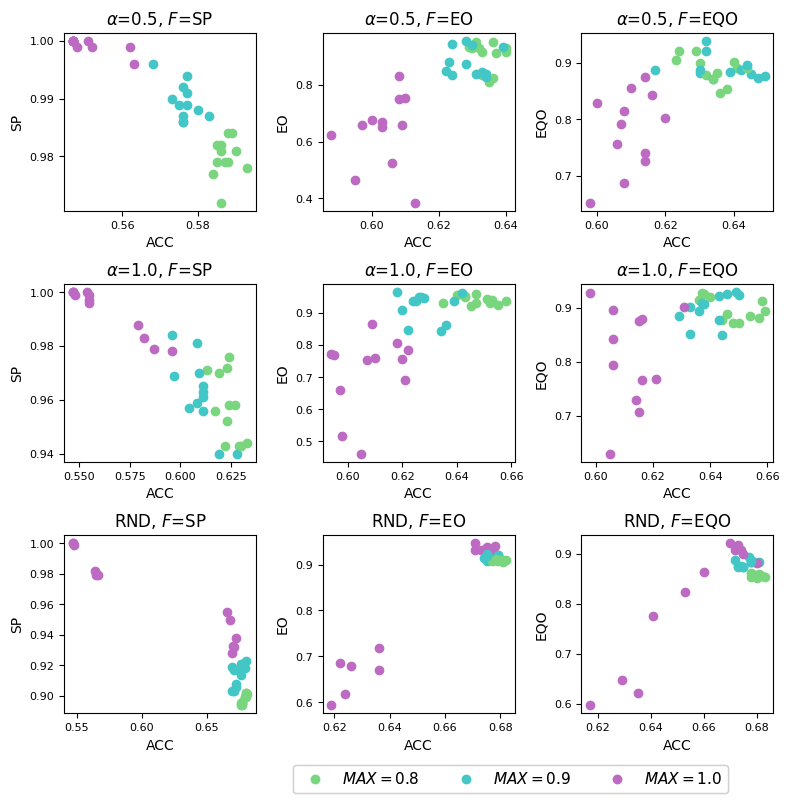 α=0.5, F=SP
α=0.5, F=EO
α=0.5, F=EQO
1.00
0.99
0.98
SP
0.56
0.58
ACC
0.8
0.6
0.4
EO
0.60
0.62
0.64
ACC
0.9
0.8
0.7
EQO
0.60
0.62
0.64
ACC
α=1.0, F=SP
α=1.0, F=EO
α=1.0, F=EQO
1.00
0.98
0.96
0.94
SP
0.550
0.575
0.600
0.625
ACC
0.9
0.8
0.7
0.6
0.5
EO
0.60
0.62
0.64
0.66
ACC
0.9
0.8
0.7
EQO
0.60
0.62
0.64
0.66
ACC
RND, F=SP
RND, F=EO
RND, F=EQO
1.00
0.98
0.96
0.94
0.92
0.90
SP
0.55
0.60
0.65
ACC
0.9
0.8
0.7
0.6
EO
0.62
0.64
0.66
0.68
ACC
0.9
0.8
0.7
0.6
EQO
0.62
0.64
0.66
0.68
ACC
MAX = 0.8
MAX = 0.9
MAX = 1.0